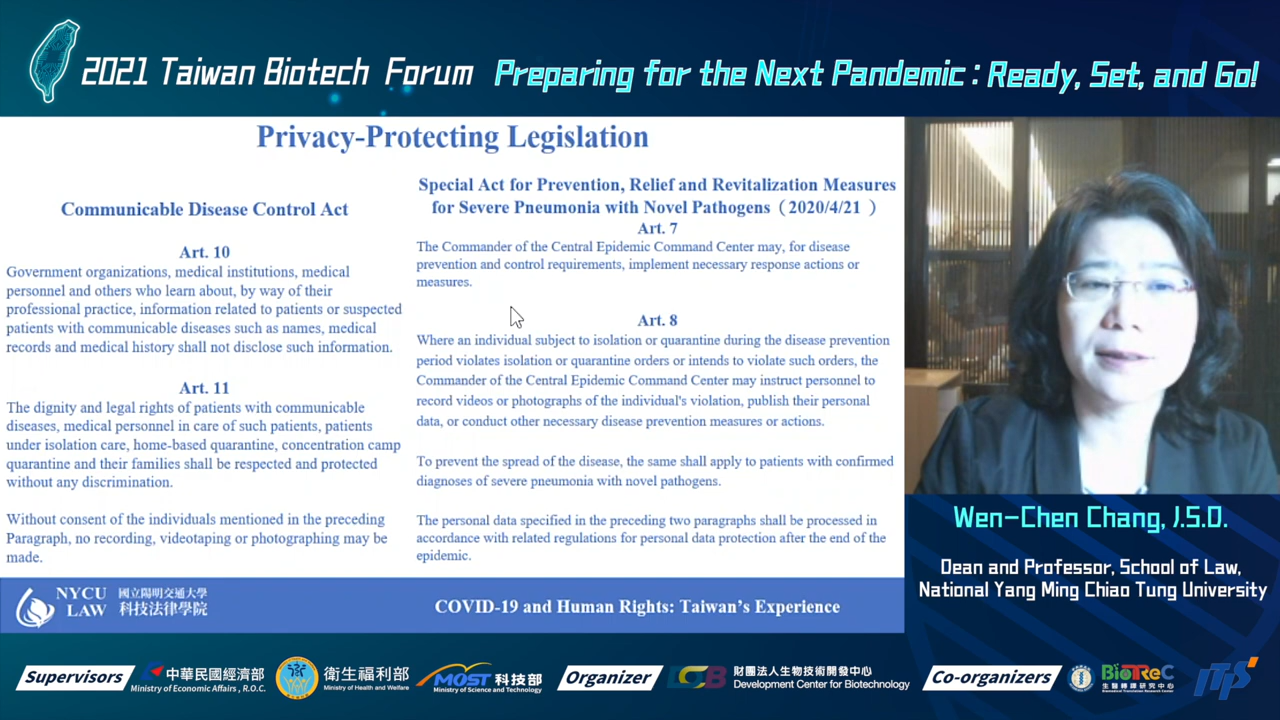 2021 Taiwan Biotech Forum Preparing for the Next Pandemic : Ready, Set, and Go!
Privacy-Protecting Legislation
Communicable Disease Control Act
Art. 10
Government organizations, medical institutions, medical
personnel and others who learn about, by way of their
professional practice, information related to patients or suspected
patients with communicable diseases such as names, medical
records and medical history shall not disclose such information.
Art. 11
The dignity and legal rights of patients with communicable
diseases, medical personnel in care of such patients, patients
under isolation care, home-based quarantine, concentration camp
quarantine and their families shall be respected and protected
without any discrimination.
Without consent of the individuals mentioned in the preceding
Paragraph, no recording, videotaping or photographing may be
made.
Special Act for Prevention, Relief and Revitalization Measures
for Severe Pneumonia with Novel Pathogens（2020/4/21 ）
Art. 7
The Commander of the Central Epidemic Command Center may, for disease
prevention and control requirements, implement necessary response actions or
measures.
Art. 8
Where an individual subject to isolation or quarantine during the disease prevention
period violates isolation or quarantine orders or intends to violate such orders, the
Commander of the Central Epidemic Command Center may instruct personnel to
record videos or photographs of the individual's violation, publish their personal
data, or conduct other necessary disease prevention measures or actions.
To prevent the spread of the disease, the same shall apply to patients with confirmed
diagnoses of severe pneumonia with novel pathogens.
The personal data specified in the preceding two paragraphs shall be processed in
accordance with related regulations for personal data protection after the end of the
epidemic.
NYCU LAW
國立陽明交通大學
科技法律學院
COVID-19 and Human Rights: Taiwan's Experience
Wen-Chen Chang, J.S.D.
Dean and Professor, School of Law,
National Yang Ming Chiao Tung University
Supervisors
中華民國經濟部
Ministry of Economic Affairs , R.O.C.
衛生福利部
Ministry of Health and Welfare
MOST 科技部
Ministry of Science and Technology
Organizer
DCB
財團法人生物技術開發中心
Development Center for Biotechnology
Co-organizers
BioTReC
生醫轉譯研究中心
Biomedical Translation Research Center